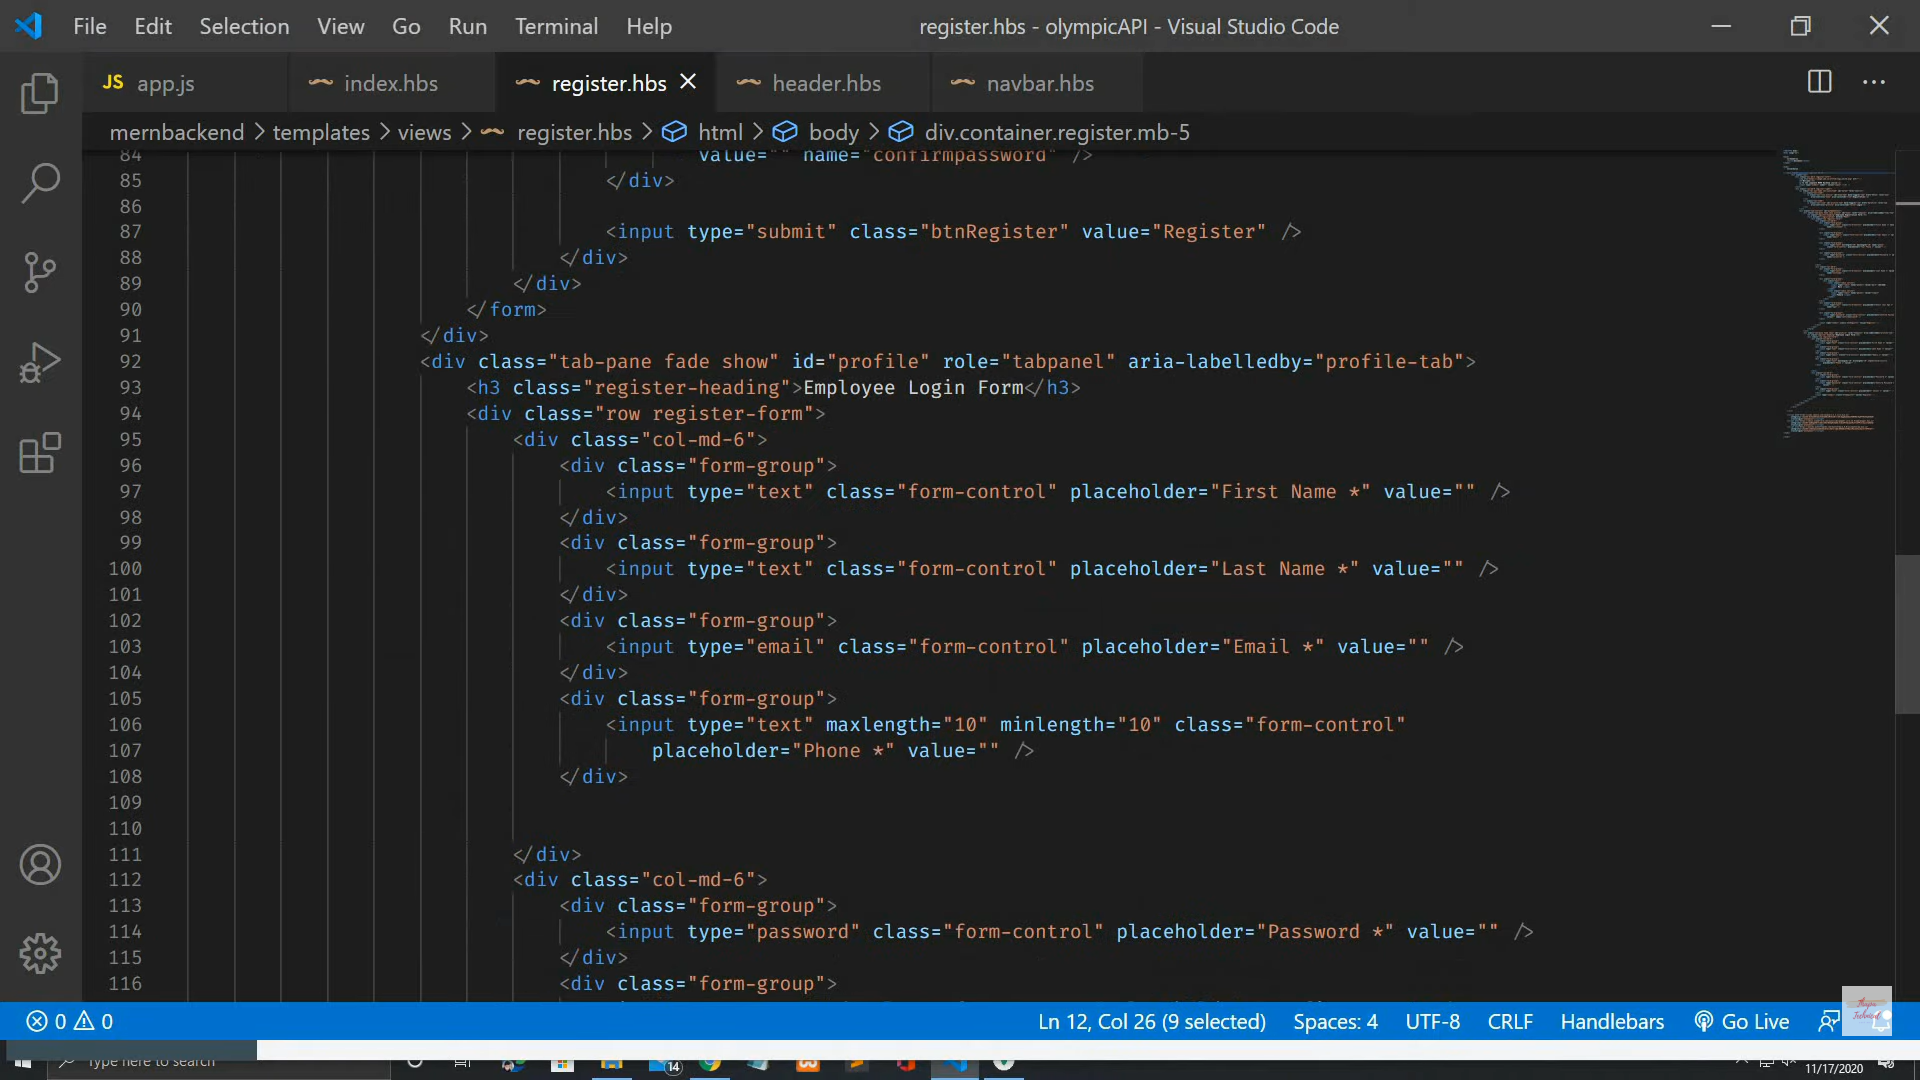 File Edit Selection View Go Run Terminal Help register.hbs - olympicAPI - Visual Studio Code
JS app.js index.hbs register.hbs header.hbs navbar.hbs
mernbackend > templates > views > register.hbs > html > body > div.container.register.mb-5
84 value="" name="confirmpassword" />
85 </div>
86
87 <input type="submit" class="btnRegister" value="Register" />
88 </div>
89 </div>
90 </form>
91 </div>
92 <div class="tab-pane fade show" id="profile" role="tabpanel" aria-labelledby="profile-tab">
93 <h3 class="register-heading">Employee Login Form</h3>
94 <div class="row register-form">
95 <div class="col-md-6">
96 <div class="form-group">
97 <input type="text" class="form-control" placeholder="First Name *" value="" />
98 </div>
99 <div class="form-group">
100 <input type="text" class="form-control" placeholder="Last Name *" value="" />
101 </div>
102 <div class="form-group">
103 <input type="email" class="form-control" placeholder="Email *" value="" />
104 </div>
105 <div class="form-group">
106 <input type="text" maxlength="10" minlength="10" class="form-control"
107 placeholder="Phone *" value="" />
108 </div>
109
110
111 </div>
112 <div class="col-md-6">
113 <div class="form-group">
114 <input type="password" class="form-control" placeholder="Password *" value="" />
115 </div>
116 <div class="form-group">
0 0 Ln 12, Col 26 (9 selected) Spaces: 4 UTF-8 CRLF Handlebars Go Live
Type here to search 14 11/17/2020